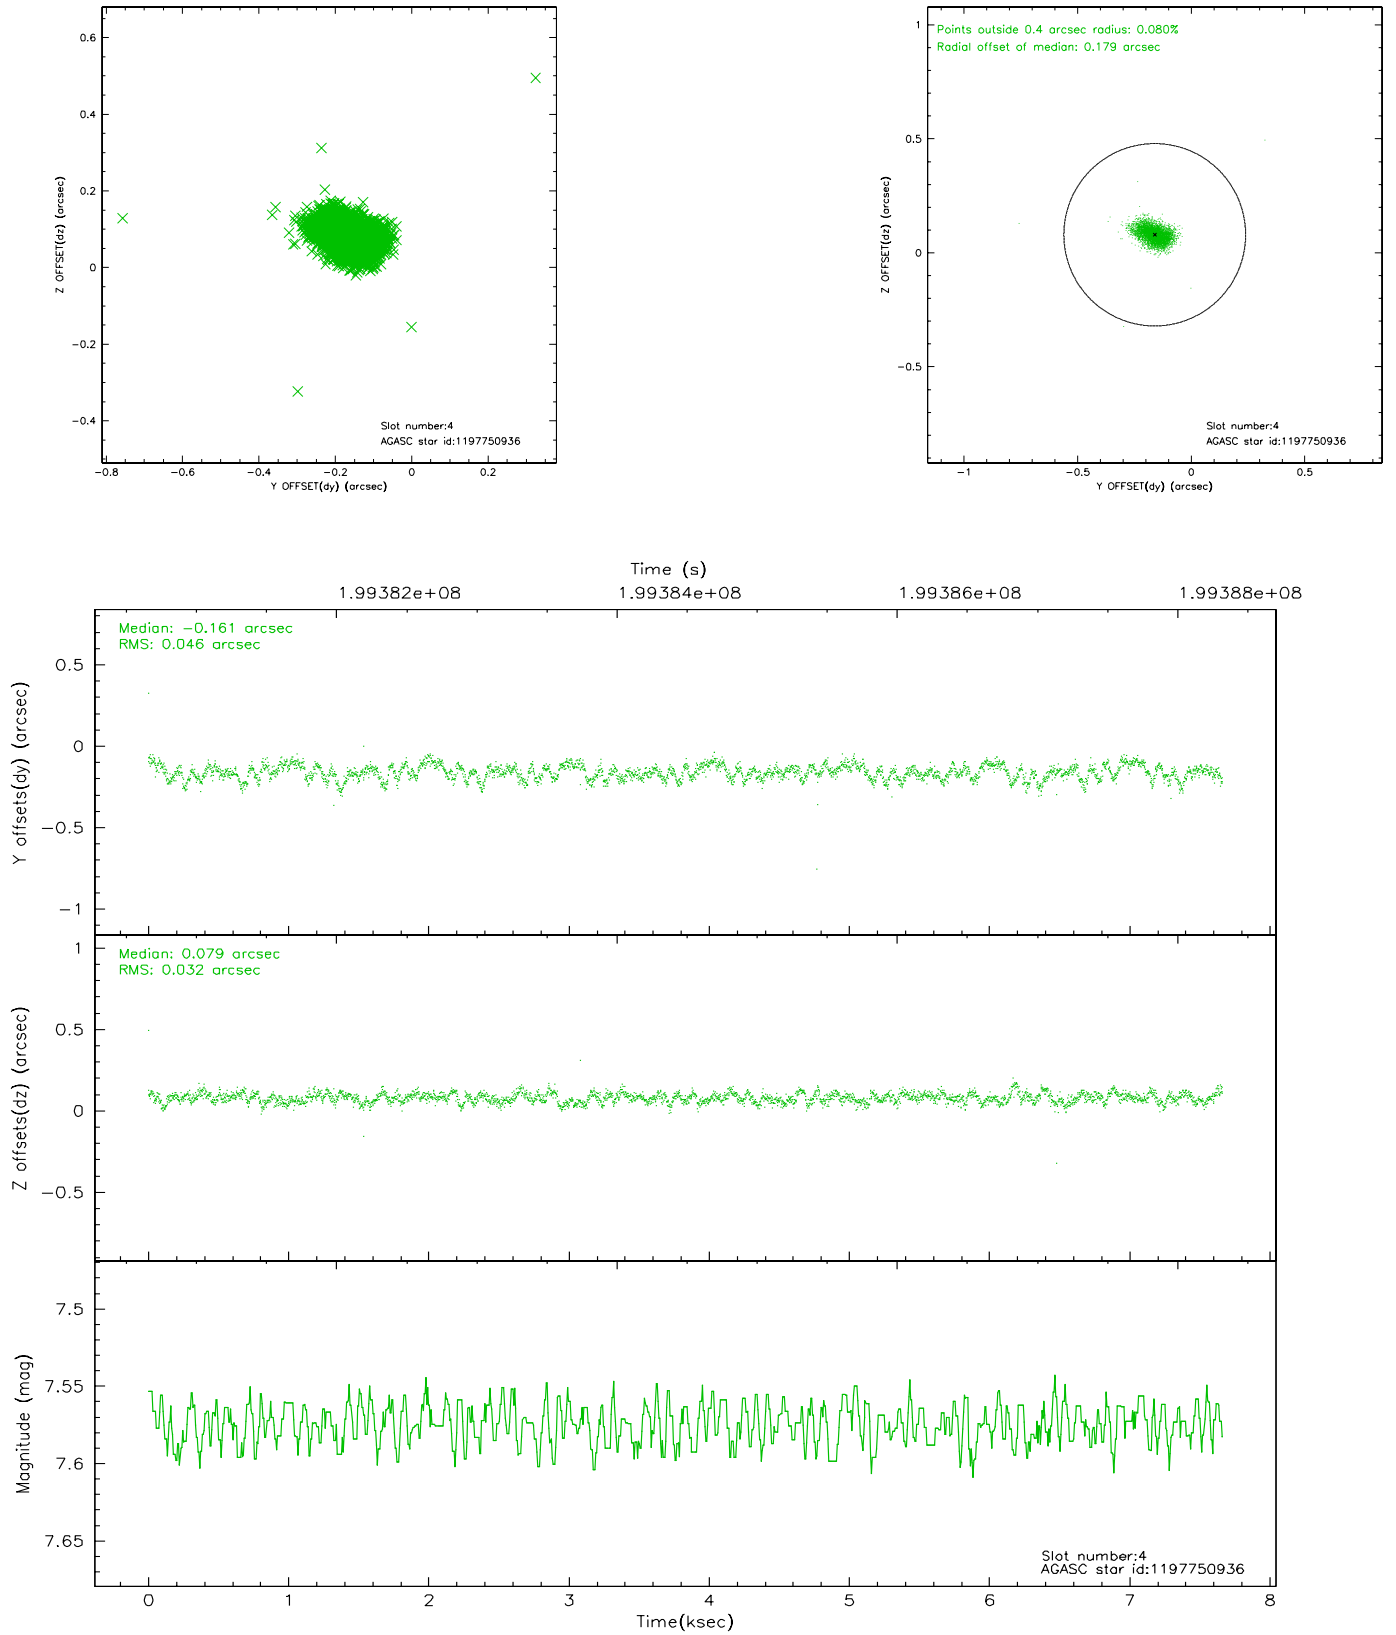 0.6
0.4
0.2
0
−0.2
−0.4
Z OFFSET(dz) (arcsec)
Slot number:4
AGASC star id:1197750936
−0.8 −0.6 −0.4 −0.2 0 0.2
Y OFFSET(dy) (arcsec)
Points outside 0.4 arcsec radius: 0.080%
Radial offset of median: 0.179 arcsec
1
0.5
0
−0.5
Z OFFSET(dz) (arcsec)
Slot number:4
AGASC star id:1197750936
−1 −0.5 0 0.5
Y OFFSET(dy) (arcsec)
Time (s)
1.99382e+08 1.99384e+08 1.99386e+08 1.99388e+08
Median: −0.161 arcsec
RMS: 0.046 arcsec
0.5
0
−0.5
−1
Y offsets(dy) (arcsec)
Median: 0.079 arcsec
RMS: 0.032 arcsec
1
0.5
0
−0.5
Z offsets(dz) (arcsec)
7.5
7.55
7.6
7.65
Magnitude (mag)
Slot number:4
AGASC star id:1197750936
0 1 2 3 4 5 6 7 8
Time(ksec)